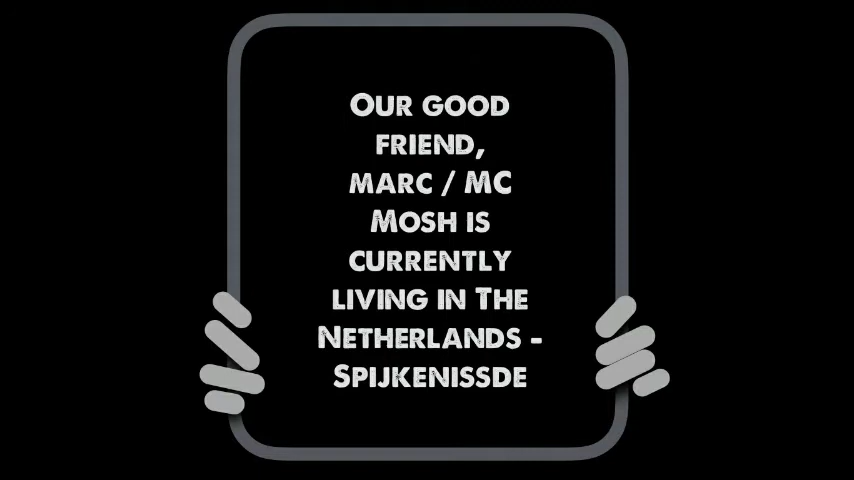 Our good
friend,
marc / MC
Mosh is
currently
living in The
Netherlands -
Spijkenissde